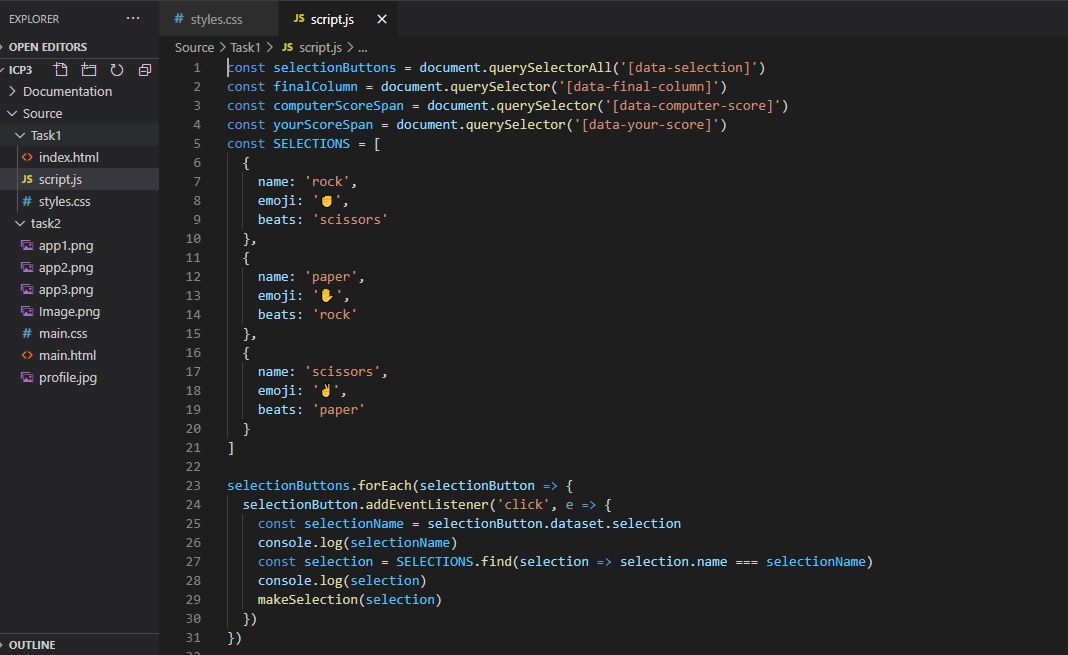 EXPLORER ···
# styles.css
JS script.js ×
OPEN EDITORS
ICP3
Documentation
Source
Task1
<> index.html
JS script.js
# styles.css
task2
app1.png
app2.png
app3.png
Image.png
# main.css
<> main.html
profile.jpg
OUTLINE
Source > Task1 > JS script.js > ...
1 const selectionButtons = document.querySelectorAll('[data-selection]')
2 const finalColumn = document.querySelector('[data-final-column]')
3 const computerScoreSpan = document.querySelector('[data-computer-score]')
4 const yourScoreSpan = document.querySelector('[data-your-score]')
5 const SELECTIONS = [
6   {
7     name: 'rock',
8     emoji: '✊',
9     beats: 'scissors'
10   },
11   {
12     name: 'paper',
13     emoji: '✋',
14     beats: 'rock'
15   },
16   {
17     name: 'scissors',
18     emoji: '✌',
19     beats: 'paper'
20   }
21 ]
22
23 selectionButtons.forEach(selectionButton => {
24   selectionButton.addEventListener('click', e => {
25     const selectionName = selectionButton.dataset.selection
26     console.log(selectionName)
27     const selection = SELECTIONS.find(selection => selection.name === selectionName)
28     console.log(selection)
29     makeSelection(selection)
30   })
31 })